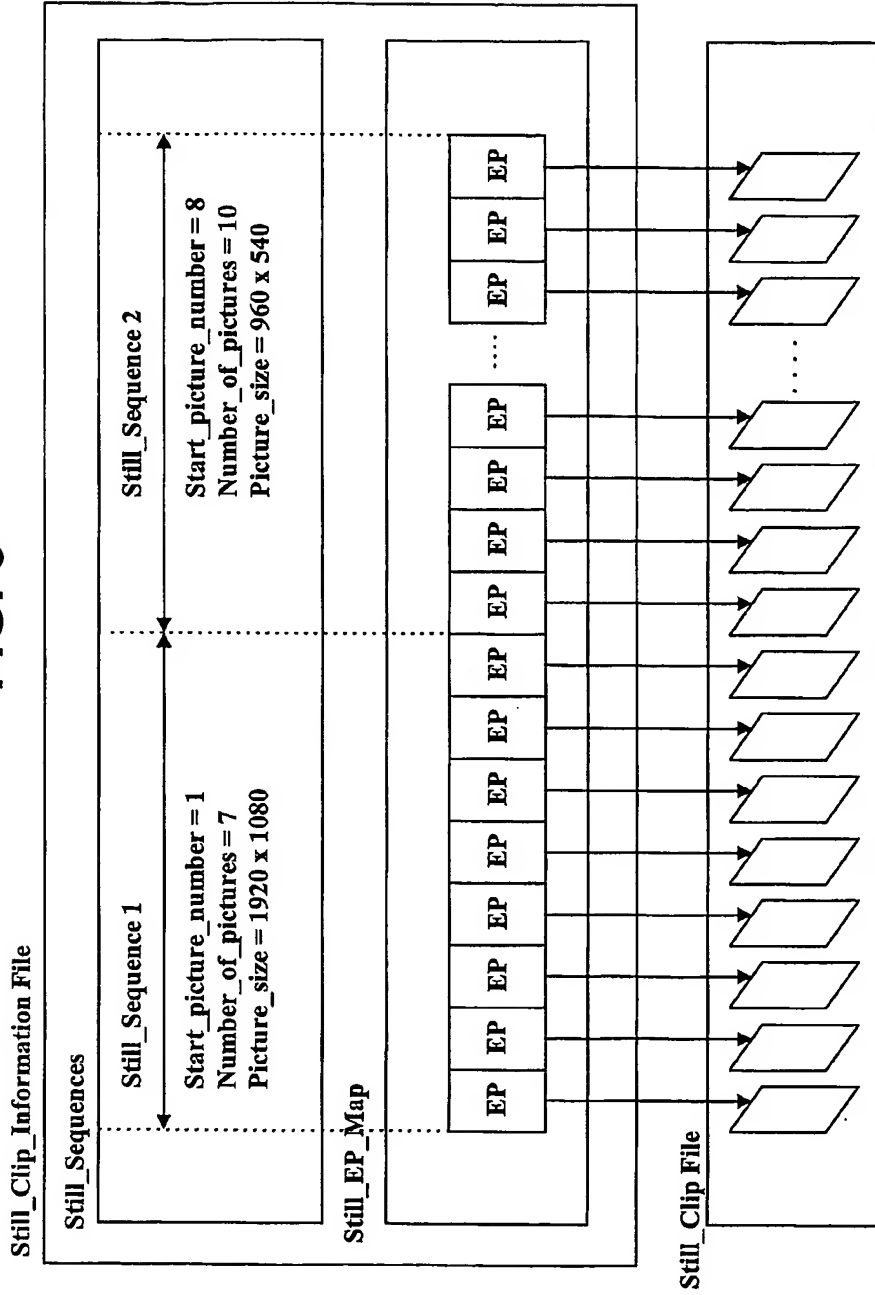 Still_Clip_Information File
Still_Sequences
Still_Sequence 1
Start_picture_number = 1
Number_of_pictures = 7
Picture_size = 1920 x 1080
Still_Sequence 2
Start_picture_number = 8
Number_of_pictures = 10
Picture_size = 960 x 540
Still_EP_Map
EP
EP
EP
EP
EP
EP
EP
EP
EP
EP
EP
.....
EP
EP
EP
Still_Clip File
.....